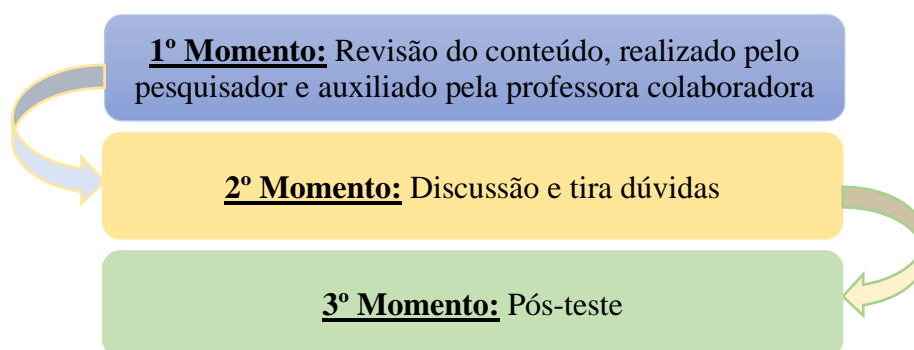 1º Momento: Revisão do conteúdo, realizado pelo
pesquisador e auxiliado pela professora colaboradora
2º Momento: Discussão e tira dúvidas
3º Momento: Pós-teste